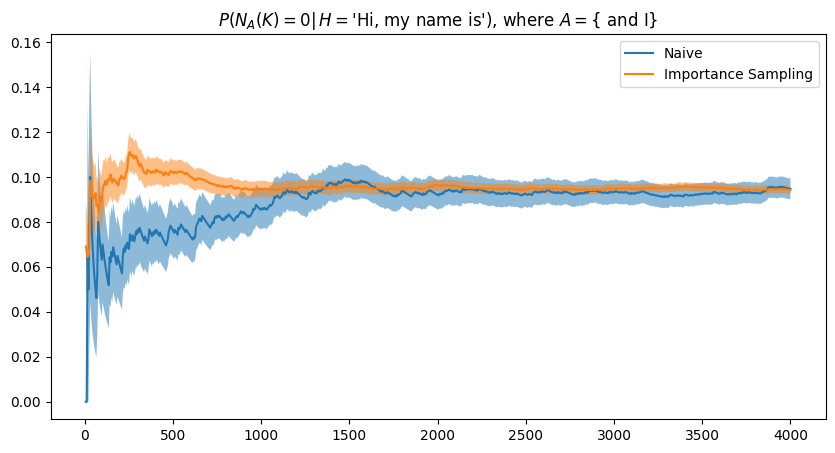 P(N_A(K) = 0| H = 'Hi, my name is'), where A = { and I}
Naive
Importance Sampling
0.16
0.14
0.12
0.10
0.08
0.06
0.04
0.02
0.00
0 500 1000 1500 2000 2500 3000 3500 4000